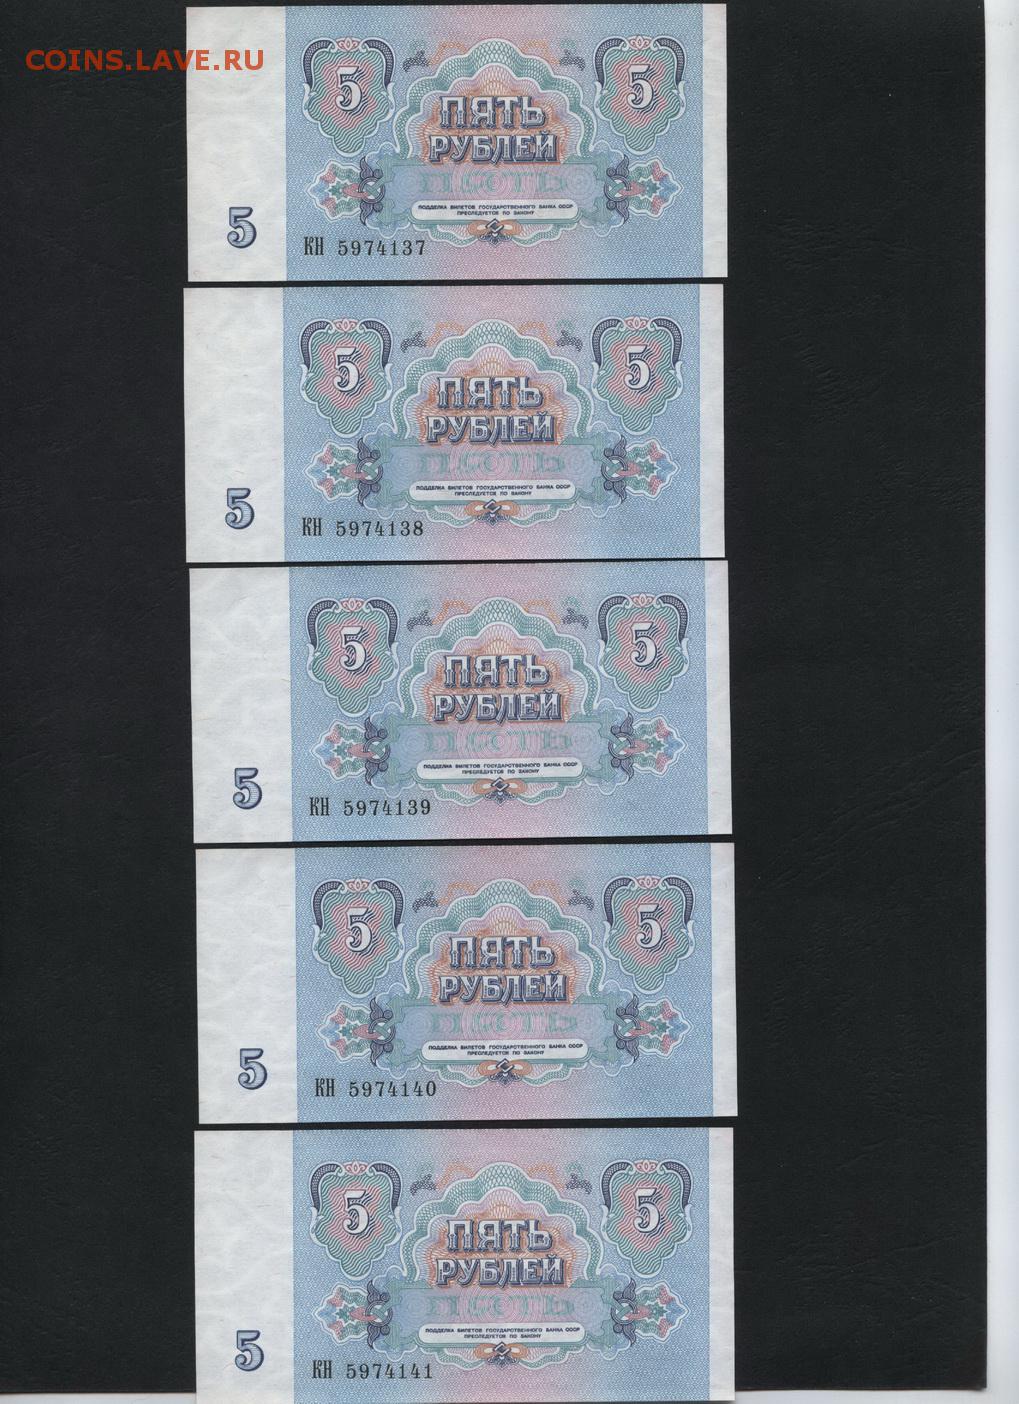 COINS.LAVE.RU
5 5
ПЯТЬ
РУБЛЕЙ
ПОДДЕЛКА БИЛЕТОВ ГОСУДАРСТВЕННОГО БАНКА СССР
ПРЕСЛЕДУЕТСЯ ПО ЗАКОНУ
5
КН 5974137
5 5
ПЯТЬ
РУБЛЕЙ
ПОДДЕЛКА БИЛЕТОВ ГОСУДАРСТВЕННОГО БАНКА СССР
ПРЕСЛЕДУЕТСЯ ПО ЗАКОНУ
5
КН 5974138
5 5
ПЯТЬ
РУБЛЕЙ
ПОДДЕЛКА БИЛЕТОВ ГОСУДАРСТВЕННОГО БАНКА СССР
ПРЕСЛЕДУЕТСЯ ПО ЗАКОНУ
5
КН 5974139
5 5
ПЯТЬ
РУБЛЕЙ
ПОДДЕЛКА БИЛЕТОВ ГОСУДАРСТВЕННОГО БАНКА СССР
ПРЕСЛЕДУЕТСЯ ПО ЗАКОНУ
5
КН 5974140
5 5
ПЯТЬ
РУБЛЕЙ
ПОДДЕЛКА БИЛЕТОВ ГОСУДАРСТВЕННОГО БАНКА СССР
ПРЕСЛЕДУЕТСЯ ПО ЗАКОНУ
5
КН 5974141